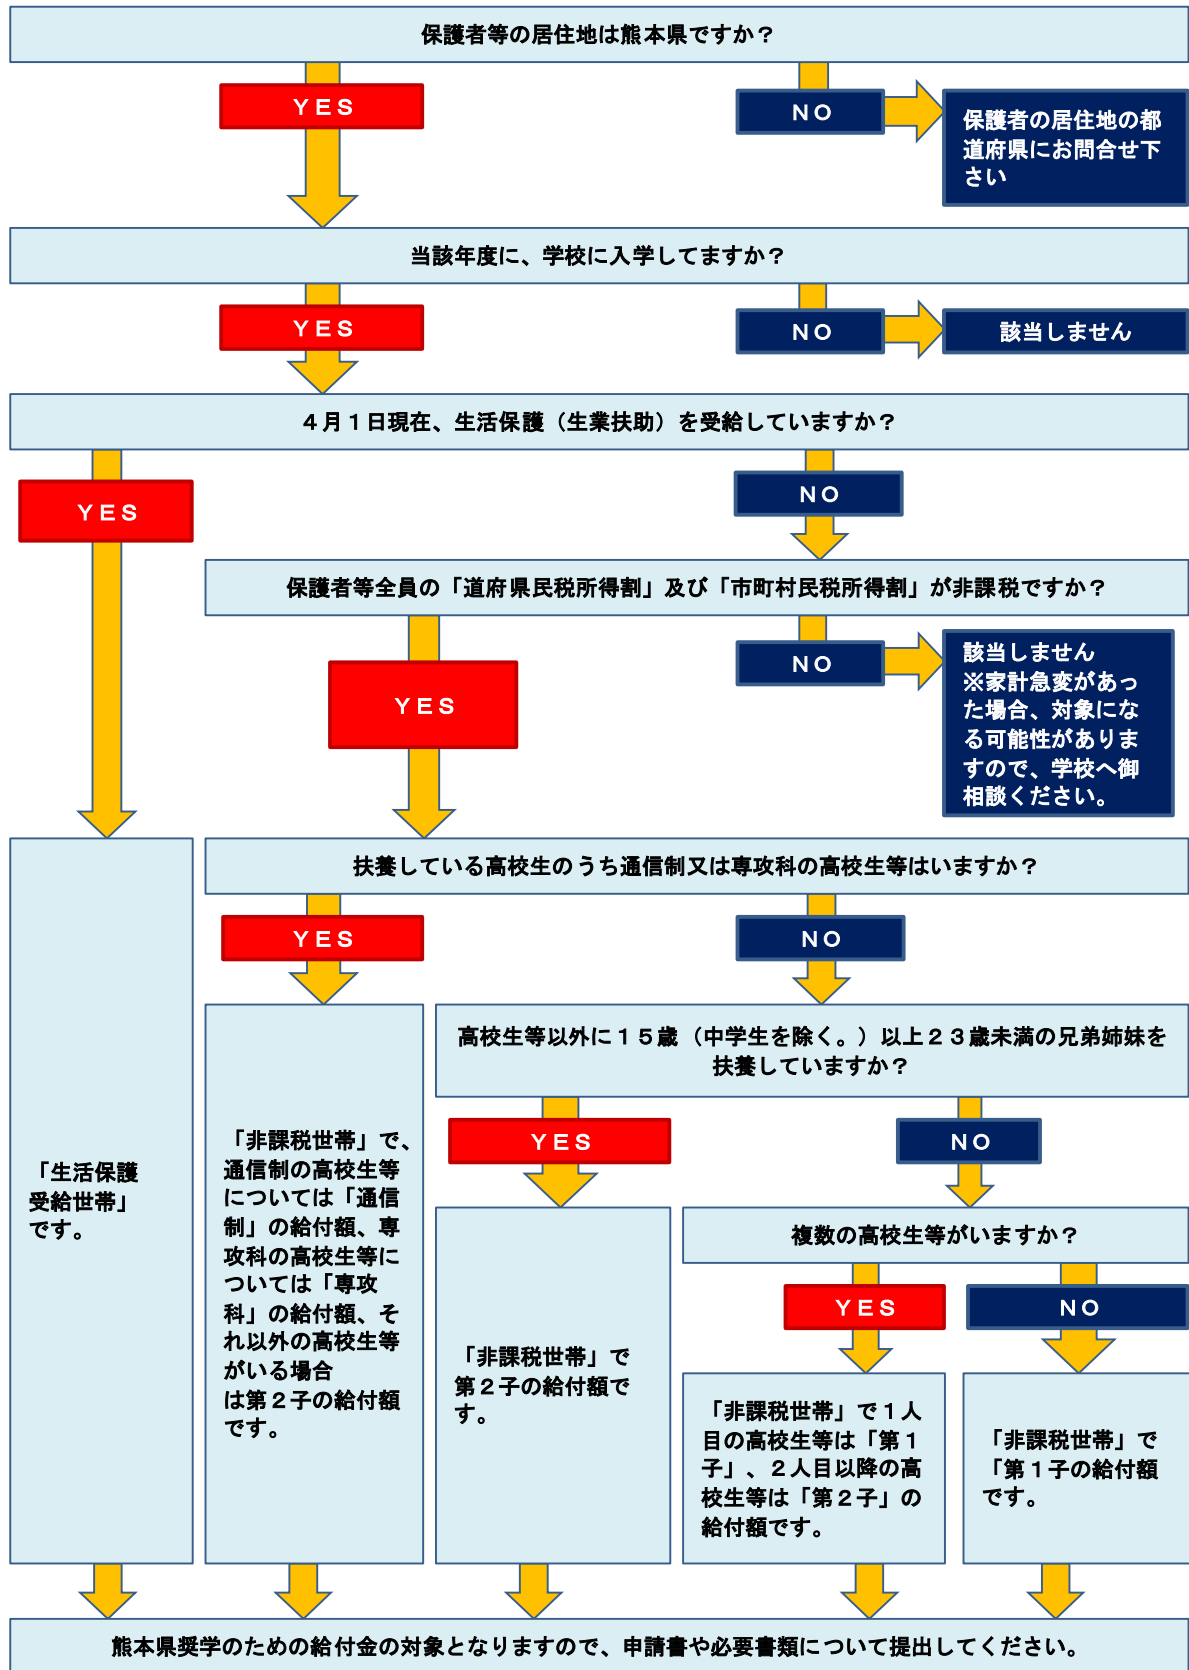 保護者等の居住地は熊本県ですか？
ＹＥＳ
ＮＯ
保護者の居住地の都
道府県にお問合せ下
さい
当該年度に、学校に入学してますか？
ＹＥＳ
ＮＯ
該当しません
４月１日現在、生活保護（生業扶助）を受給していますか？
ＹＥＳ
ＮＯ
保護者等全員の「道府県民税所得割」及び「市町村民税所得割」が非課税ですか？
ＹＥＳ
ＮＯ
該当しません
※家計急変があっ
た場合、対象にな
る可能性がありま
すので、学校へ御
相談ください。
扶養している高校生のうち通信制又は専攻科の高校生等はいますか？
ＹＥＳ
ＮＯ
高校生等以外に１５歳（中学生を除く。）以上２３歳未満の兄弟姉妹を
扶養していますか？
ＹＥＳ
ＮＯ
複数の高校生等がいますか？
ＹＥＳ
ＮＯ
「生活保護
受給世帯」
です。
「非課税世帯」で、
通信制の高校生等
については「通信
制」の給付額、専
攻科の高校生等に
ついては「専攻
科」の給付額、そ
れ以外の高校生等
がいる場合
は第２子の給付額
です。
「非課税世帯」で
第２子の給付額で
す。
「非課税世帯」で１人
目の高校生等は「第１
子」、２人目以降の高
校生等は「第２子」の
給付額です。
「非課税世帯」で
「第１子の給付額
です。
熊本県奨学のための給付金の対象となりますので、申請書や必要書類について提出してください。